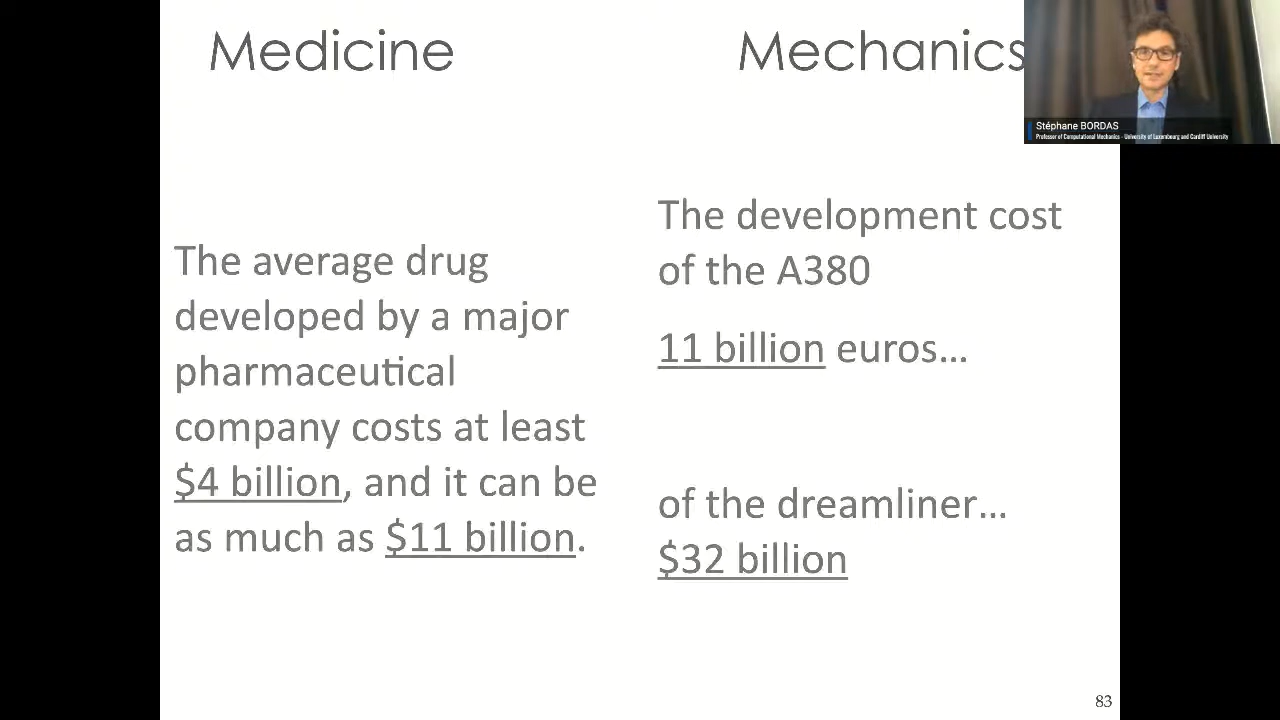 Medicine
Mechanics
Stéphane BORDAS
Professor of Computational Mechanics - University of Luxembourg and Cardiff University
The average drug
developed by a major
pharmaceutical
company costs at least
$4 billion, and it can be
as much as $11 billion.
The development cost
of the A380
11 billion euros…
of the dreamliner…
$32 billion
83